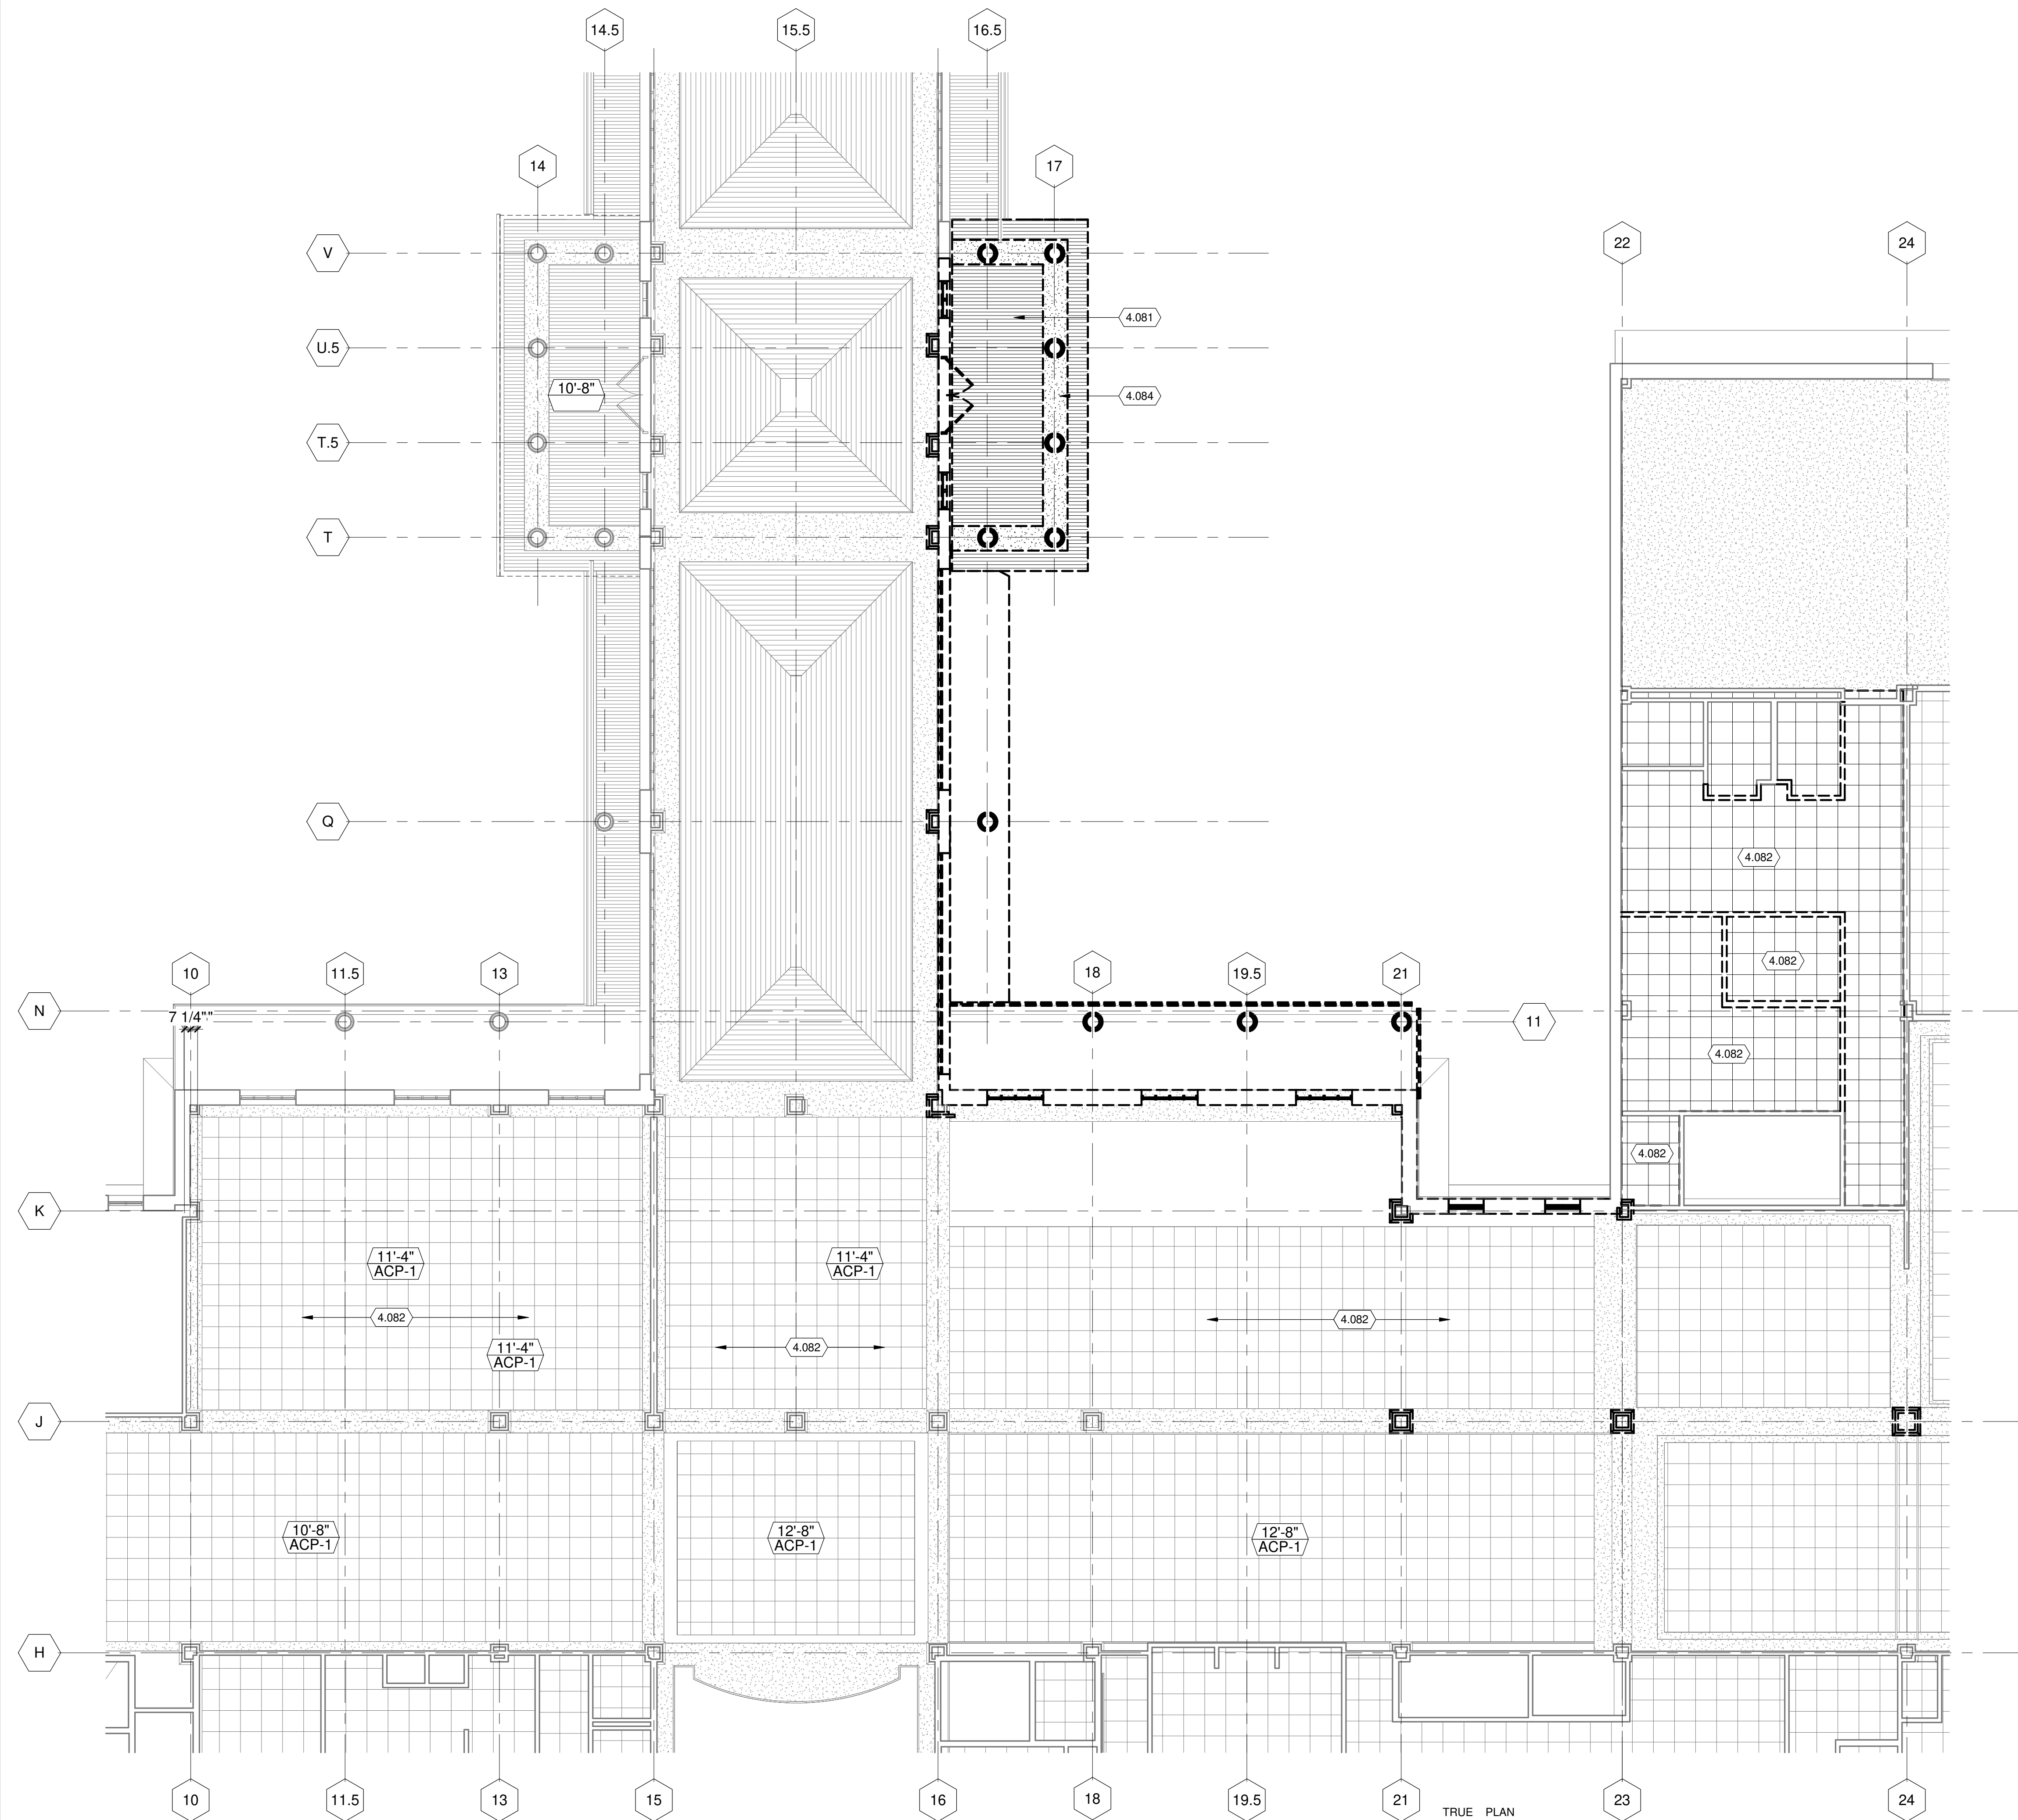 14.5
15.5
16.5
14
17
22
24
V
4.081
U.5
10'-8"
4.084
T.5
T
Q
4.082
4.082
10
11.5
13
18
19.5
21
N
7 1/4""
11
4.082
4.082
K
11'-4"
ACP-1
11'-4"
ACP-1
4.082
4.082
4.082
11'-4"
ACP-1
J
10'-8"
ACP-1
12'-8"
ACP-1
12'-8"
ACP-1
H
10
11.5
13
15
16
18
19.5
21
23
24
TRUE PLAN